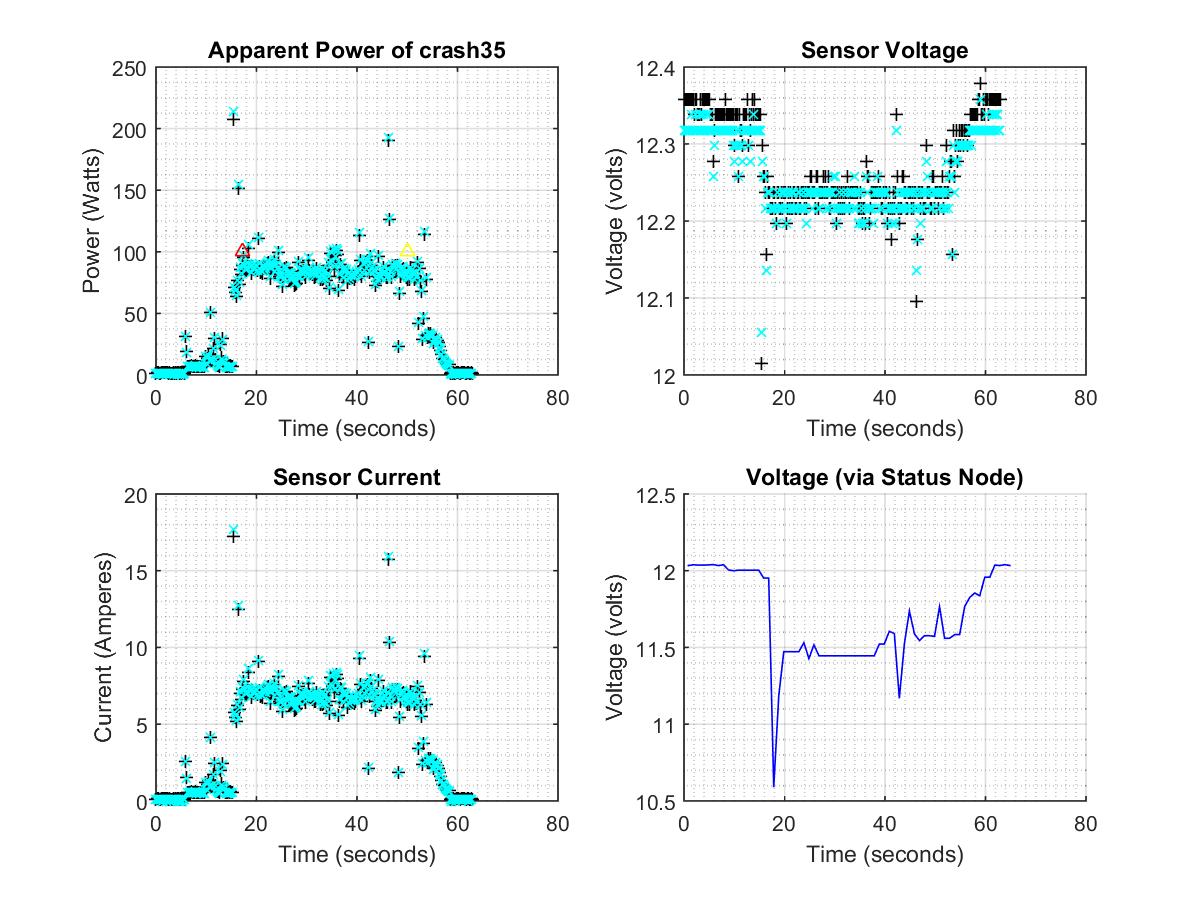 Apparent Power of crash35
250
200
150
100
50
0
Power (Watts)
0 20 40 60 80
Time (seconds)
Sensor Voltage
12.4
12.3
12.2
12.1
12
Voltage (volts)
0 20 40 60 80
Time (seconds)
Sensor Current
20
15
10
5
0
Current (Amperes)
0 20 40 60 80
Time (seconds)
Voltage (via Status Node)
12.5
12
11.5
11
10.5
Voltage (volts)
0 20 40 60 80
Time (seconds)